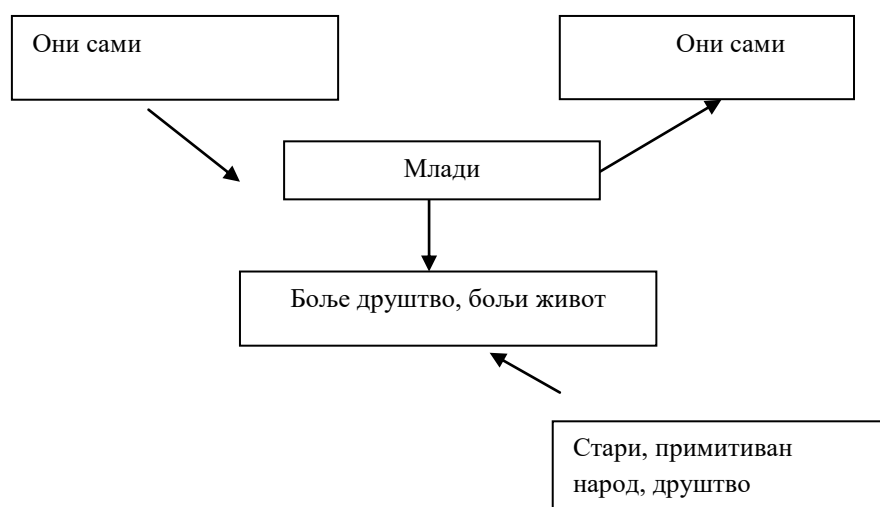 Они сами
Они сами
Млади
Боље друштво, бољи живот
Стари, примитиван
народ, друштво